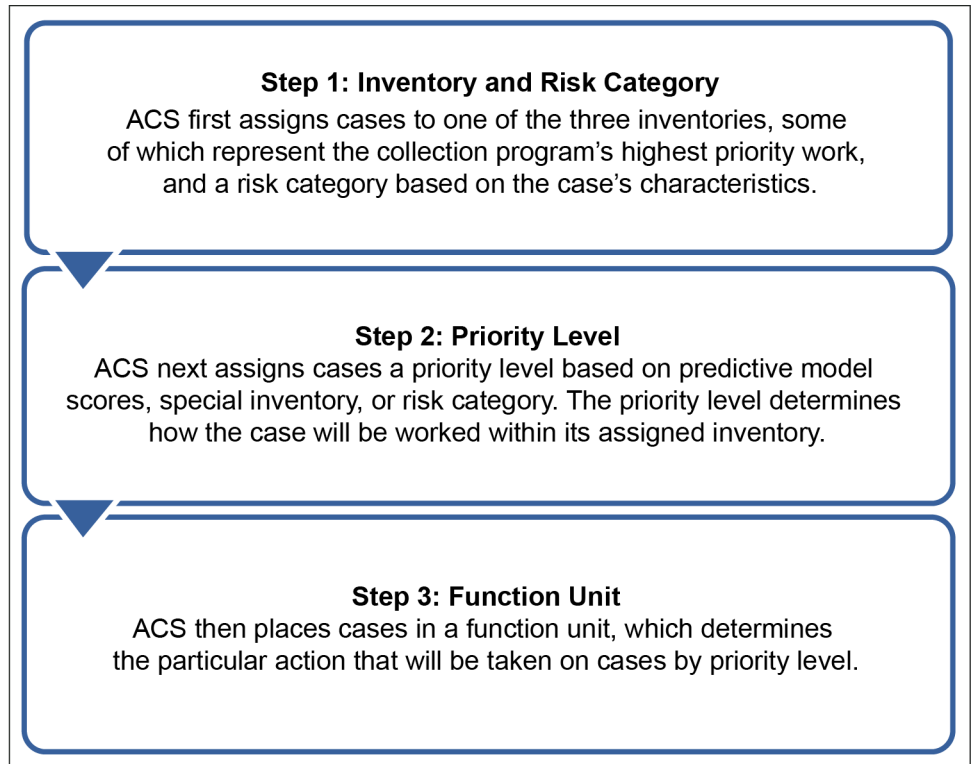 Step 1: Inventory and Risk Category
ACS first assigns cases to one of the three inventories, some
of which represent the collection program’s highest priority work,
and a risk category based on the case’s characteristics.
Step 2: Priority Level
ACS next assigns cases a priority level based on predictive model
scores, special inventory, or risk category. The priority level determines
how the case will be worked within its assigned inventory.
Step 3: Function Unit
ACS then places cases in a function unit, which determines
the particular action that will be taken on cases by priority level.